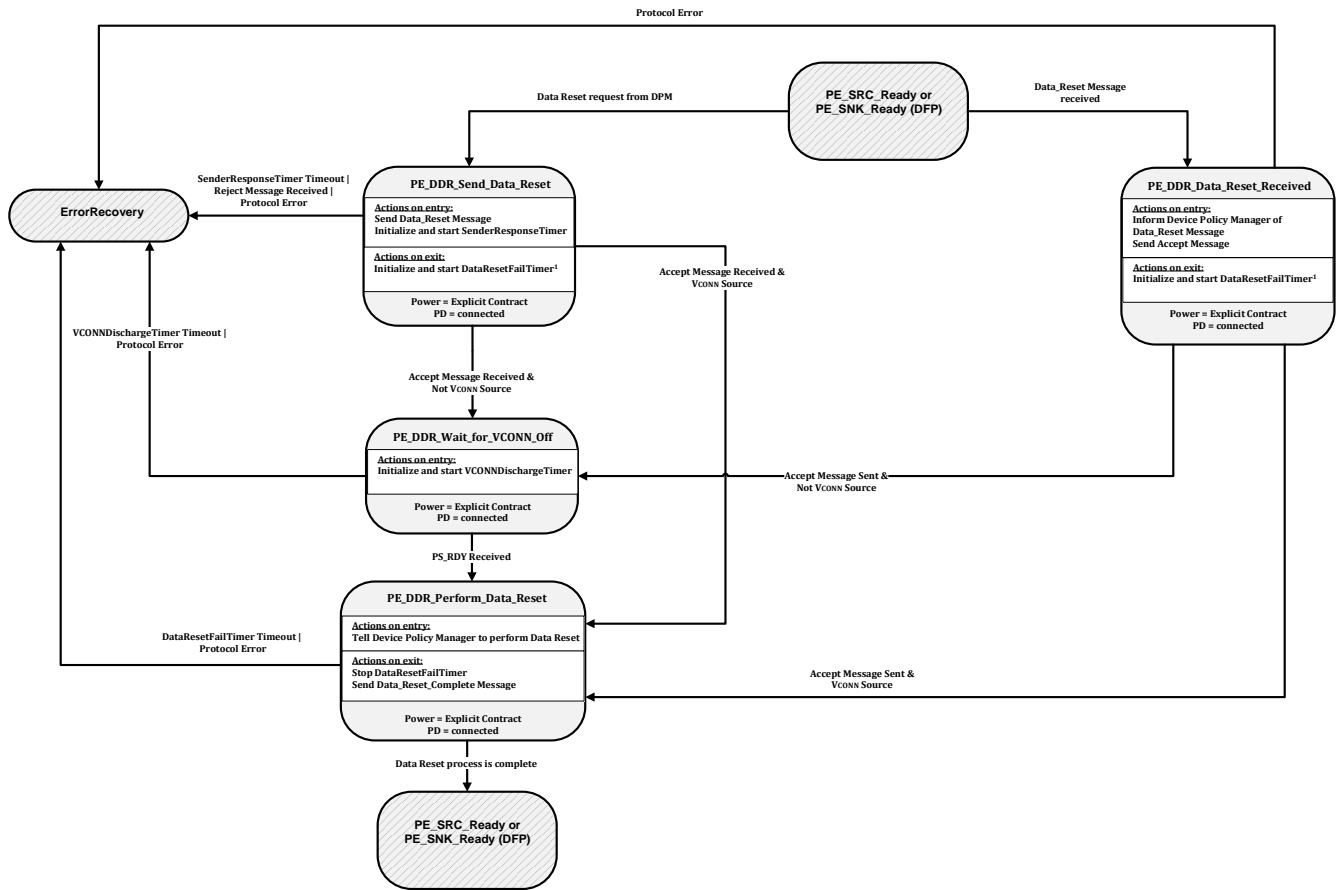 Protocol Error
PE_SRC_Ready or
PE_SNK_Ready (DFP)
Data Reset request from DPM
Data_Reset Message
received
SenderResponseTimer Timeout |
Reject Message Received |
Protocol Error
ErrorRecovery
PE_DDR_Send_Data_Reset
Actions on entry:
Send Data_Reset Message
Initialize and start SenderResponseTimer
Actions on exit:
Initialize and start DataResetFailTimer¹
Power = Explicit Contract
PD = connected
PE_DDR_Data_Reset_Received
Actions on entry:
Inform Device Policy Manager of
Data_Reset Message
Send Accept Message
Actions on exit:
Initialize and start DataResetFailTimer¹
Power = Explicit Contract
PD = connected
Accept Message Received &
VCONN Source
VCONNDischargeTimer Timeout |
Protocol Error
Accept Message Received &
Not VCONN Source
PE_DDR_Wait_for_VCONN_Off
Actions on entry:
Initialize and start VCONNDischargeTimer
Power = Explicit Contract
PD = connected
Accept Message Sent &
Not VCONN Source
PS_RDY Received
PE_DDR_Perform_Data_Reset
Actions on entry:
Tell Device Policy Manager to perform Data Reset
Actions on exit:
Stop DataResetFailTimer
Send Data_Reset_Complete Message
Power = Explicit Contract
PD = connected
DataResetFailTimer Timeout |
Protocol Error
Accept Message Sent &
VCONN Source
Data Reset process is complete
PE_SRC_Ready or
PE_SNK_Ready (DFP)